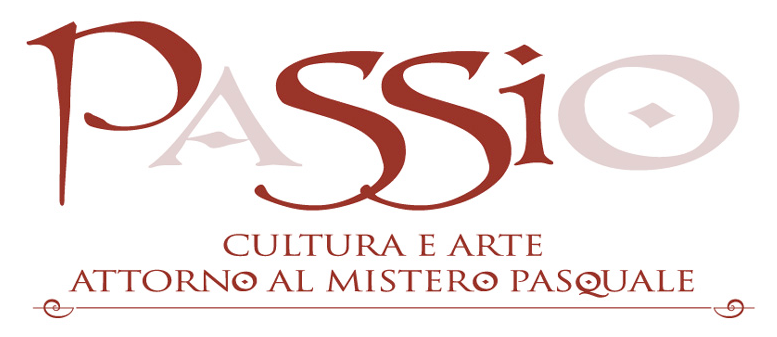 PaSSiO
CULTURA E ARTE
ATTORNO AL MISTERO PASQUALE